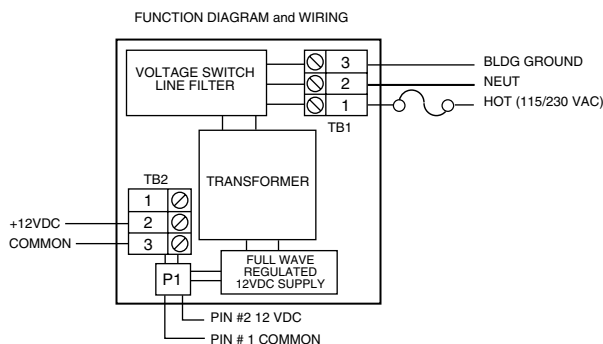 FUNCTION DIAGRAM and WIRING
VOLTAGE SWITCH
LINE FILTER
3
2
1
TB1
BLDG GROUND
NEUT
HOT (115/230 VAC)
TRANSFORMER
TB2
1
2
3
+12VDC
COMMON
P1
FULL WAVE
REGULATED
12VDC SUPPLY
PIN #2 12 VDC
PIN # 1 COMMON